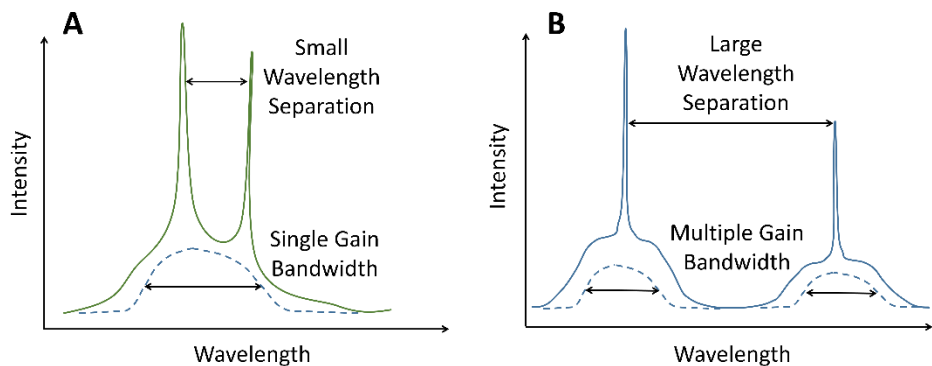 A
Small
Wavelength
Separation
Intensity
Single Gain
Bandwidth
Wavelength
B
Large
Wavelength
Separation
Intensity
Multiple Gain
Bandwidth
Wavelength